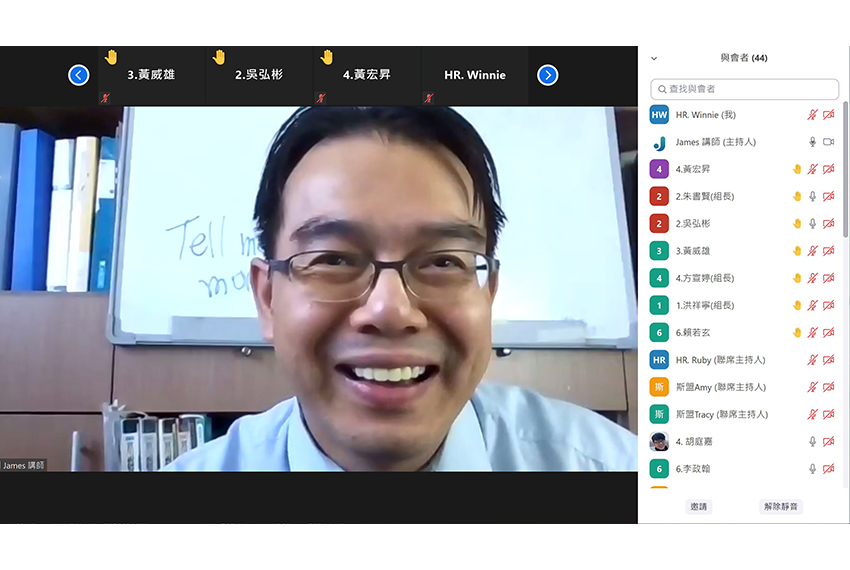 3.黃威雄
2.吳弘彬
4.黃宏昇
HR. Winnie
Tell me
more
James 講師
與會者 (44)
查找與會者
HW
HR. Winnie (我)
James 講師 (主持人)
4
4.黃宏昇
2
2.朱書賢(組長)
2
2.吳弘彬
3
3.黃威雄
4
4.方宣婷(組長)
1
1.洪祥寧(組長)
6
6.賴若玄
HR
HR. Ruby (聯席主持人)
斯
斯盟Amy (聯席主持人)
斯
斯盟Tracy (聯席主持人)
4. 胡庭嘉
6
6.李政翰
邀請
解除靜音